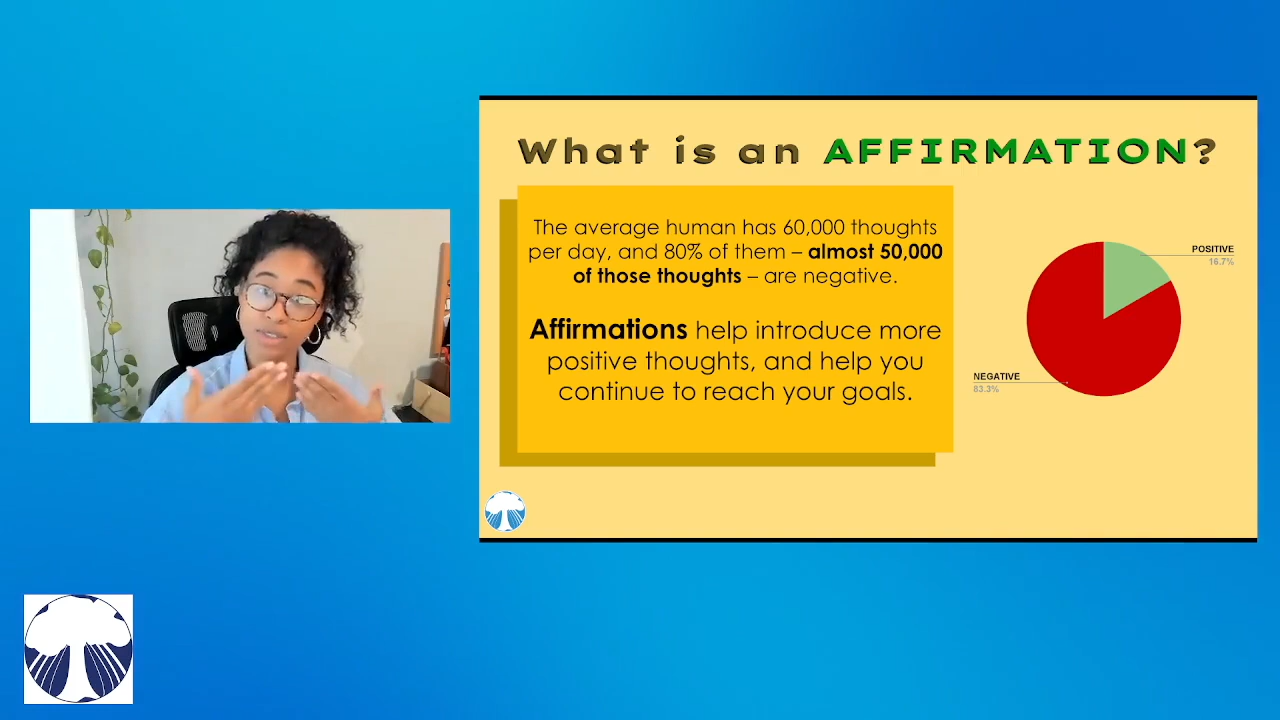 What is an AFFIRMATION?
The average human has 60,000 thoughts
per day, and 80% of them – almost 50,000
of those thoughts – are negative.
Affirmations help introduce more
positive thoughts, and help you
continue to reach your goals.
POSITIVE
16.7%
NEGATIVE
83.3%